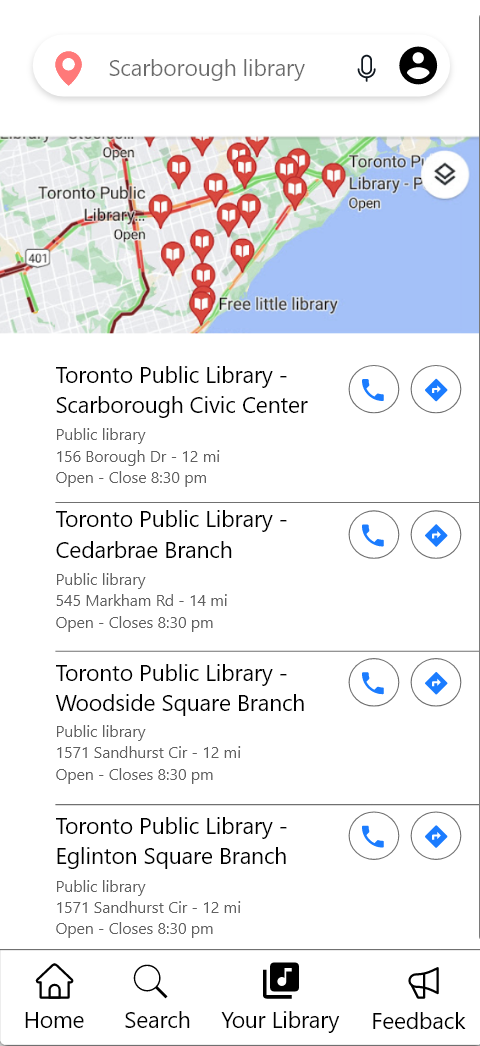 Scarborough library
Open
Toronto Public
Library...
Open
401
Toronto Pu
Library - P
Open
Free little library
Toronto Public Library -
Scarborough Civic Center
Public library
156 Borough Dr - 12 mi
Open - Close 8:30 pm
Toronto Public Library -
Cedarbrae Branch
Public library
545 Markham Rd - 14 mi
Open - Closes 8:30 pm
Toronto Public Library -
Woodside Square Branch
Public library
1571 Sandhurst Cir - 12 mi
Open - Closes 8:30 pm
Toronto Public Library -
Eglinton Square Branch
Public library
1571 Sandhurst Cir - 12 mi
Open - Closes 8:30 pm
Home
Search
Your Library
Feedback